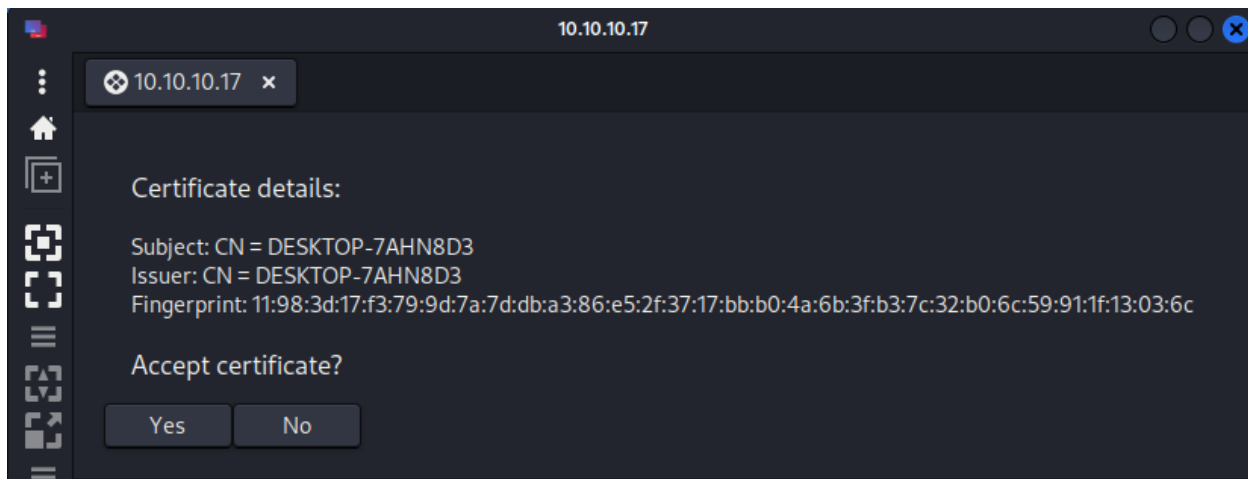 10.10.10.17
10.10.10.17 ×
Certificate details:
Subject: CN = DESKTOP-7AHN8D3
Issuer: CN = DESKTOP-7AHN8D3
Fingerprint: 11:98:3d:17:f3:79:9d:7a:7d:db:a3:86:e5:2f:37:17:bb:b0:4a:6b:3f:b3:7c:32:b0:6c:59:91:1f:13:03:6c
Accept certificate?
Yes No